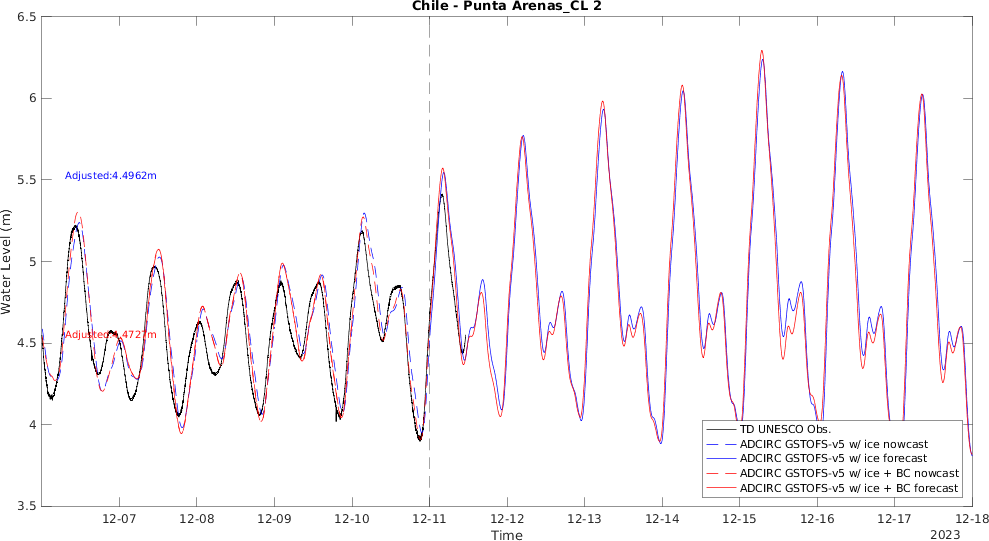 Chile - Punta Arenas_CL 2
6.5
6
5.5
5
4.5
4
3.5
Water Level (m)
Adjusted:4.4962m
Adjusted:4.4727m
TD UNESCO Obs.
ADCIRC GSTOFS-v5 w/ ice nowcast
ADCIRC GSTOFS-v5 w/ ice forecast
ADCIRC GSTOFS-v5 w/ ice + BC nowcast
ADCIRC GSTOFS-v5 w/ ice + BC forecast
12-07 12-08 12-09 12-10 12-11 12-12 12-13 12-14 12-15 12-16 12-17 12-18
Time
2023